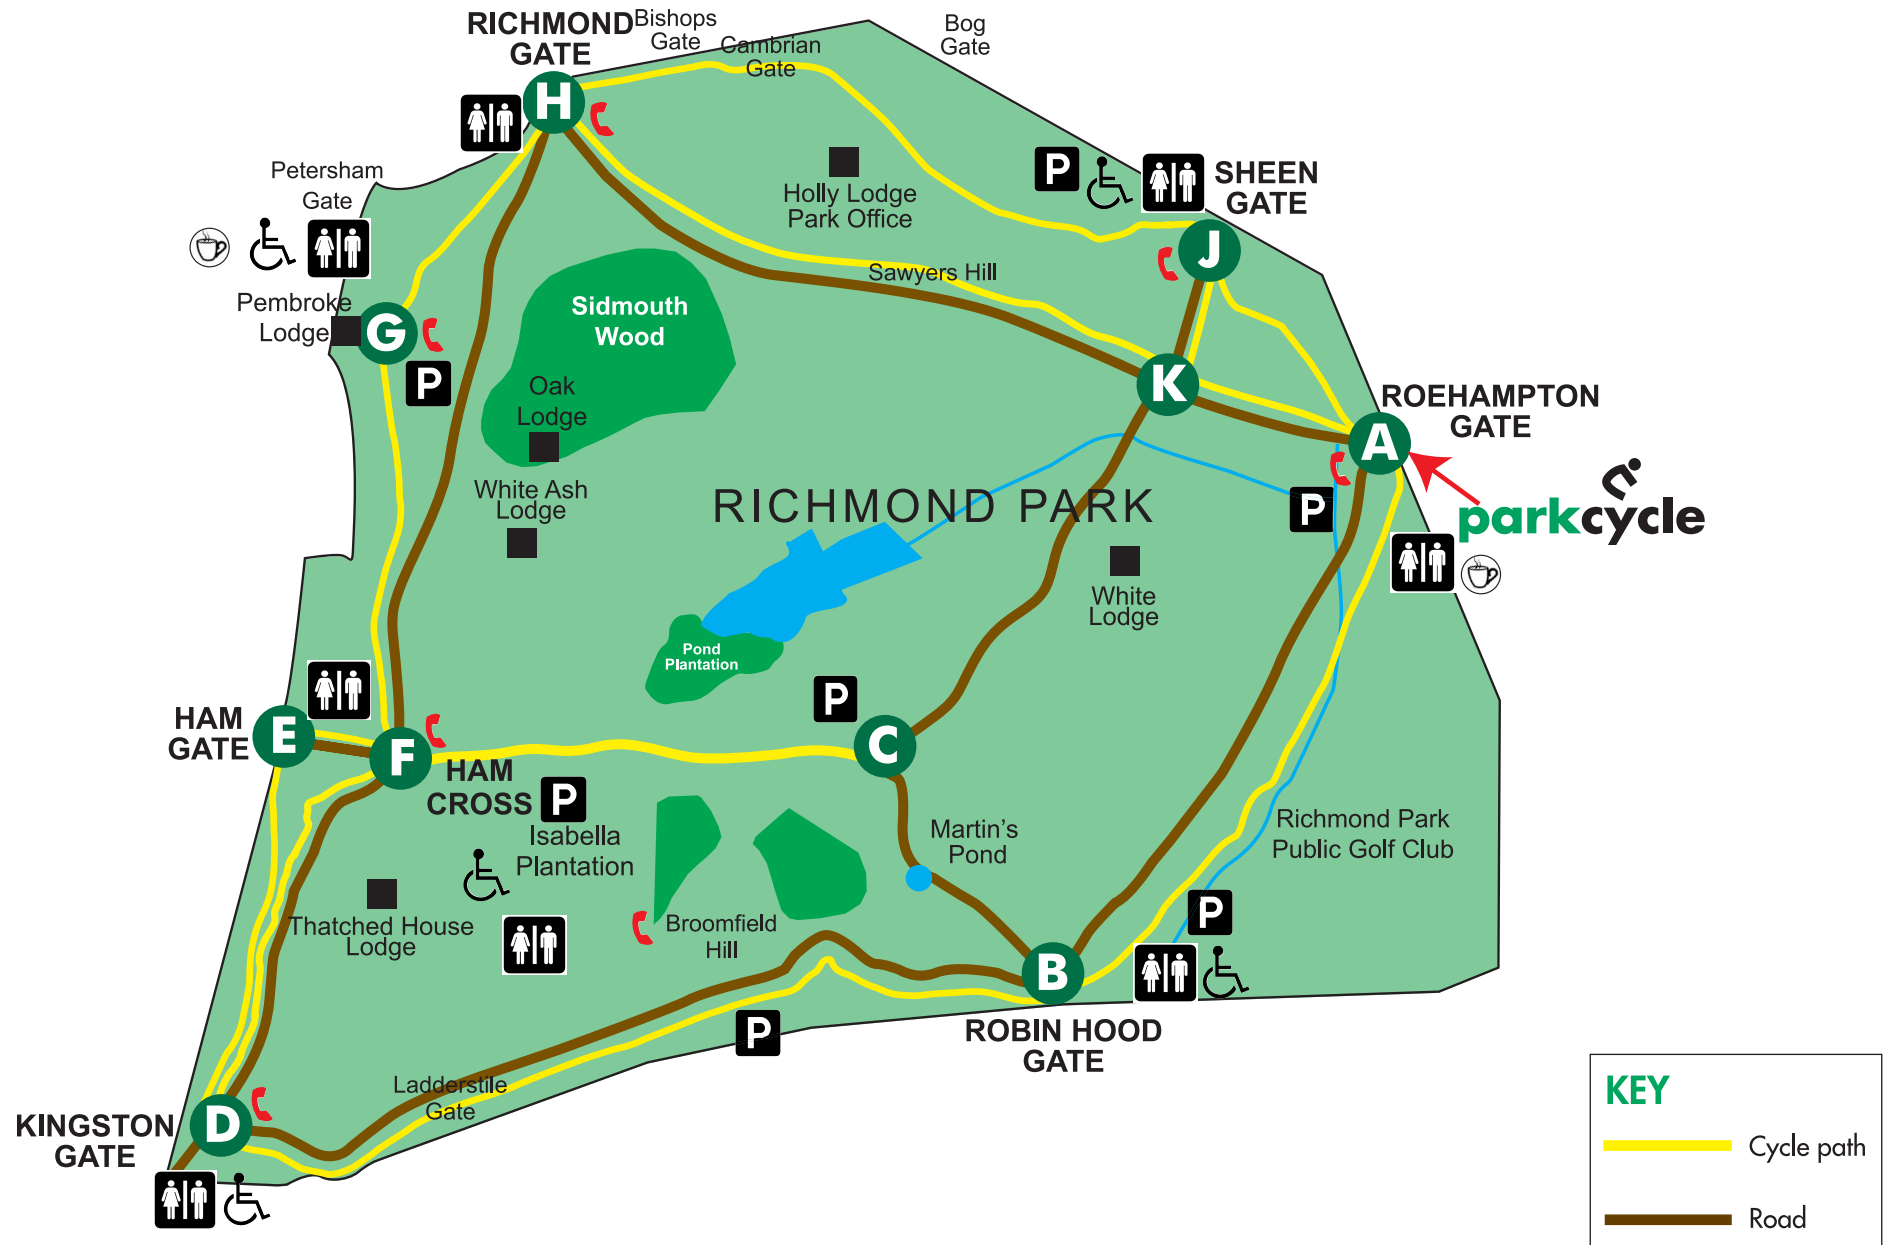 RICHMOND
GATE
Bishops
Gate
Cambrian
Gate
Bog
Gate
H
Petersham
Gate
Holly Lodge
Park Office
P
SHEEN
GATE
J
Pembroke
Lodge
G
P
Sidmouth
Wood
Sawyers Hill
Oak
Lodge
K
ROEHAMPTON
GATE
A
White Ash
Lodge
RICHMOND PARK
P
parkcycle
White
Lodge
Pond
Plantation
P
HAM
GATE
E
F
C
HAM
CROSS
P
Isabella
Plantation
Martin's
Pond
Richmond Park
Public Golf Club
Thatched House
Lodge
Broomfield
Hill
P
B
P
ROBIN HOOD
GATE
Ladderstile
Gate
D
KINGSTON
GATE
KEY
Cycle path
Road